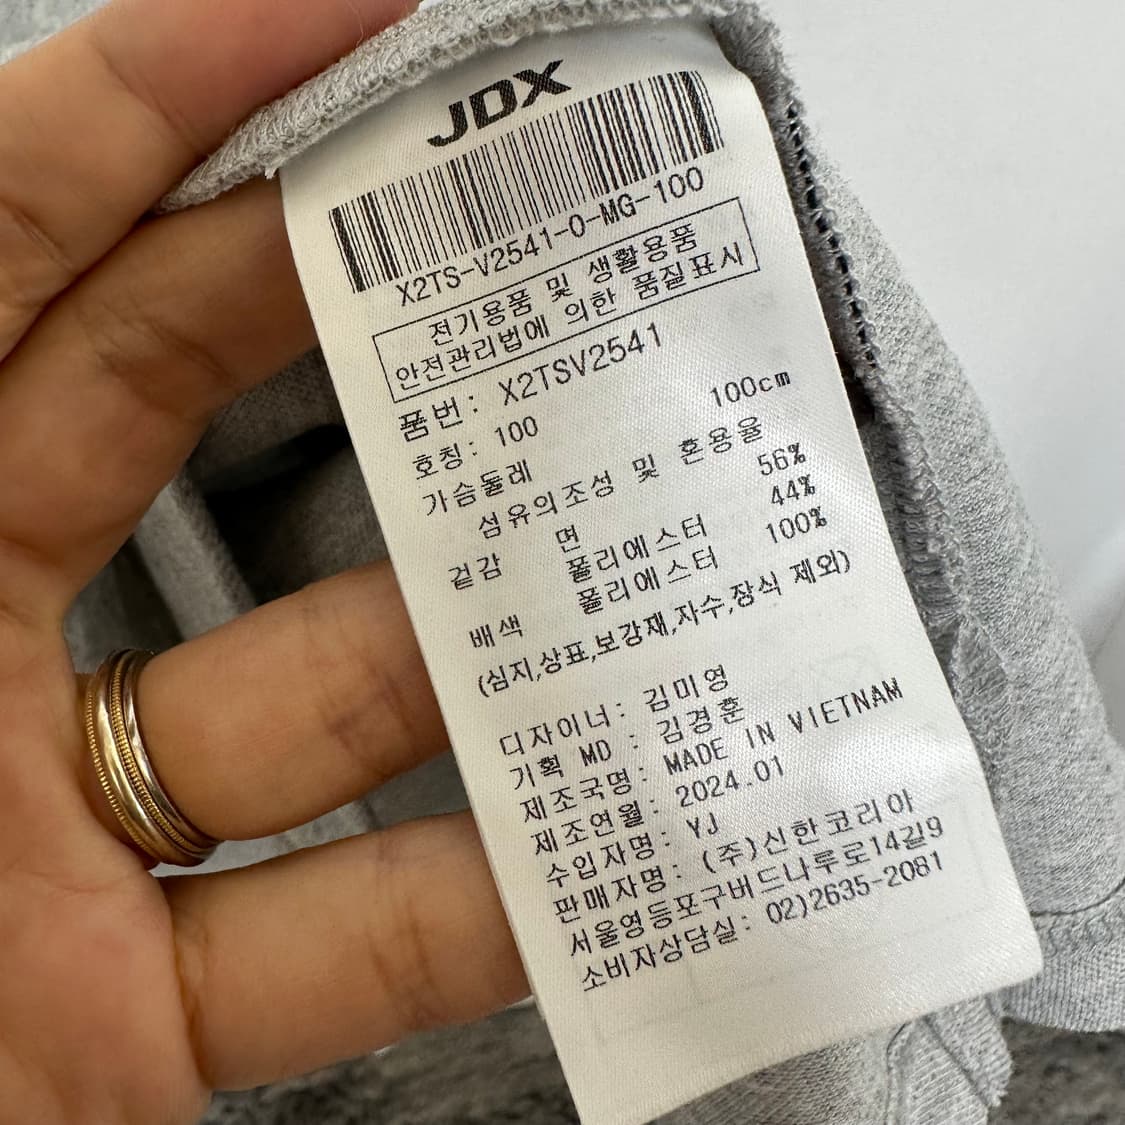 JDX
X2TS-V2541-0-MG-100
전기용품 및 생활용품
안전관리법에 의한 품질표시
품번: X2TSV2541
호칭: 100
가슴둘레 100cm
섬유의조성 및 혼용율
겉감 면 56%
폴리에스터 44%
배색 폴리에스터 100%
(심지,상표,보강재,자수,장식 제외)
디자이너: 김미영
기획 MD : 김경훈
제조국명: MADE IN VIETNAM
제조연월: 2024.01
수입자명: YJ
판매자명: (주)신한코리아
서울영등포구버드나루로14길9
소비자상담실: 02)2635-2081